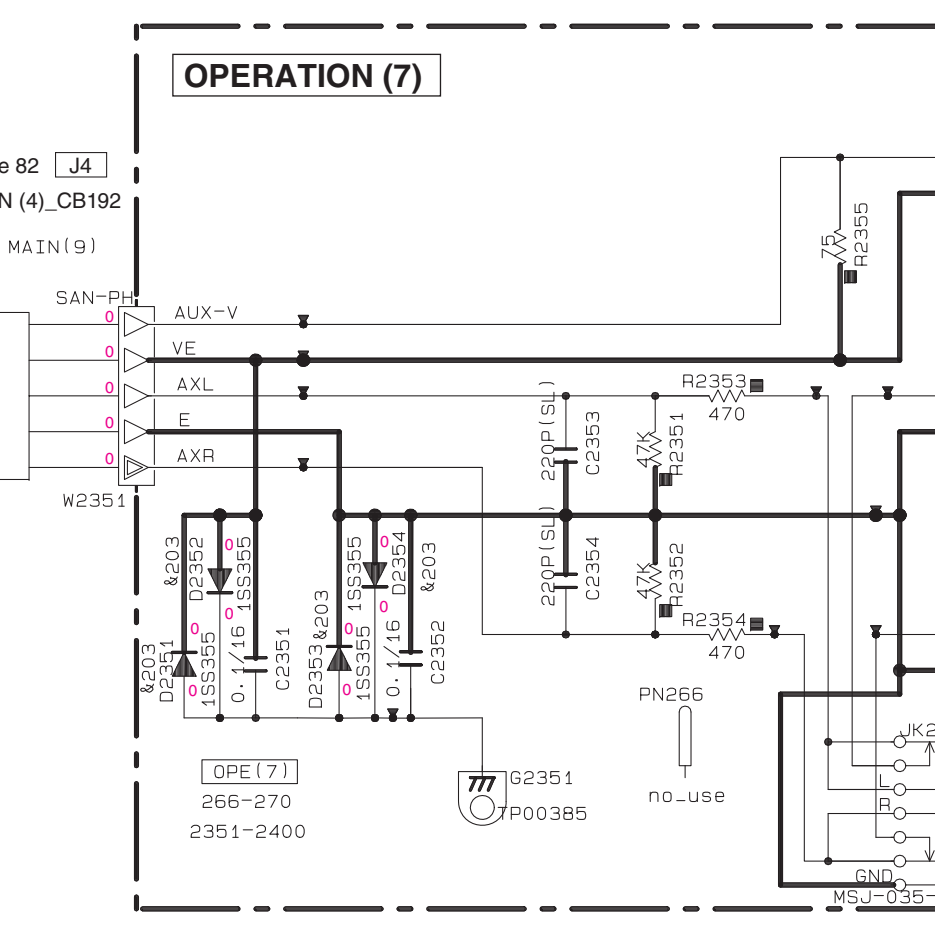 OPERATION (7)
e 82 J4
N (4)_CB192
MAIN(9)
SAN-PH
0 AUX-V
0 VE
0 AXL
0 E
0 AXR
W2351
75
R2355
R2353
470
220P(SL)
C2353
47K
R2351
220P(SL)
C2354
47K
R2352
R2354
470
&203
D2352
0
0
1SS355
&203
D2351
0
0
1SS355
0.1/16
C2351
1SS355
0
0
D2354
&203
&203
D2353
0
0
1SS355
0.1/16
C2352
PN266
no_use
OPE(7)
266-270
2351-2400
G2351
TP00385
JK2
L
R
GND
MSJ-035-